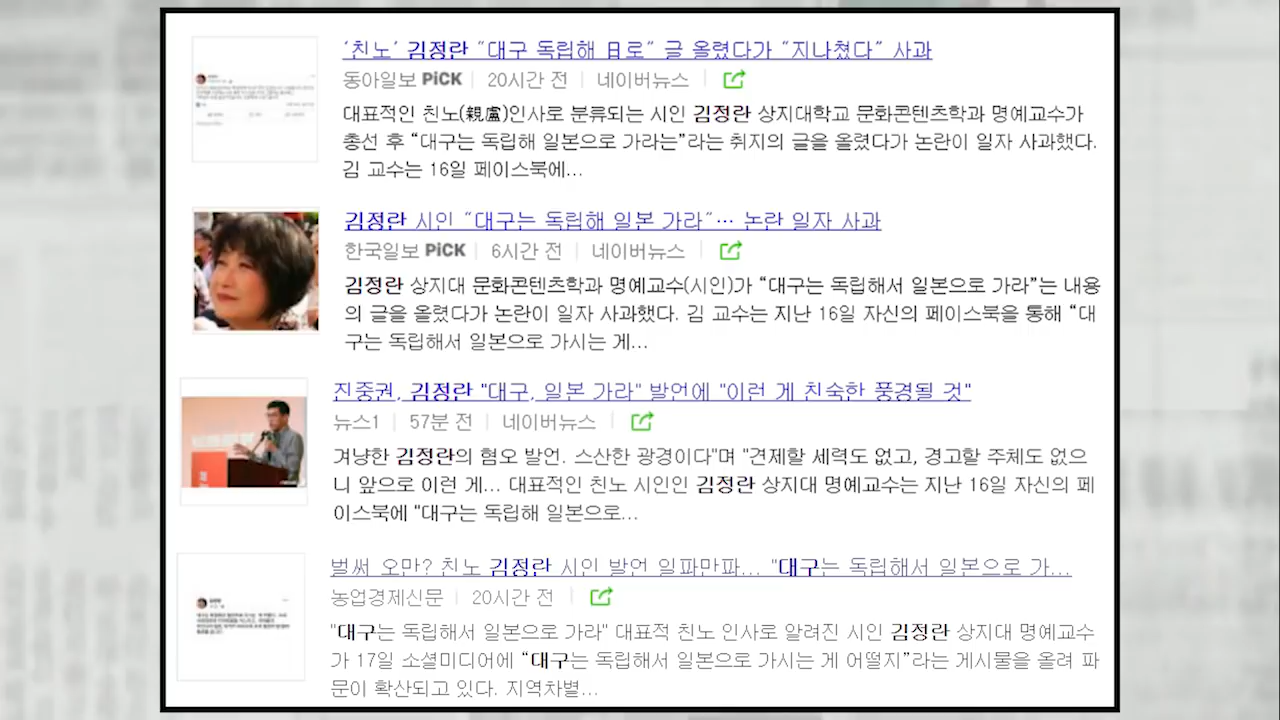 ‘친노’ 김정란 “대구 독립해 日로” 글 올렸다가 “지나쳤다” 사과
동아일보 PiCK 20시간 전 네이버뉴스
대표적인 친노(親盧)인사로 분류되는 시인 김정란 상지대학교 문화콘텐츠학과 명예교수가
총선 후 “대구는 독립해 일본으로 가라는”라는 취지의 글을 올렸다가 논란이 일자 사과했다.
김 교수는 16일 페이스북에...
김정란 시인 “대구는 독립해 일본 가라”… 논란 일자 사과
한국일보 PiCK 6시간 전 네이버뉴스
김정란 상지대 문화콘텐츠학과 명예교수(시인)가 “대구는 독립해서 일본으로 가라”는 내용
의 글을 올렸다가 논란이 일자 사과했다. 김 교수는 지난 16일 자신의 페이스북을 통해 “대
구는 독립해서 일본으로 가시는 게...
진중권, 김정란 "대구, 일본 가라" 발언에 "이런 게 친숙한 풍경될 것"
뉴스1 57분 전 네이버뉴스
겨냥한 김정란의 혐오 발언. 스산한 광경이다"며 "견제할 세력도 없고, 경고할 주체도 없으
니 앞으로 이런 게... 대표적인 친노 시인인 김정란 상지대 명예교수는 지난 16일 자신의 페
이스북에 "대구는 독립해 일본으로...
벌써 오만? 친노 김정란 시인 발언 일파만파... "대구는 독립해서 일본으로 가...
농업경제신문 20시간 전
"대구는 독립해서 일본으로 가라" 대표적 친노 인사로 알려진 시인 김정란 상지대 명예교수
가 17일 소셜미디어에 “대구는 독립해서 일본으로 가시는 게 어떨지”라는 게시물을 올려 파
문이 확산되고 있다. 지역차별...